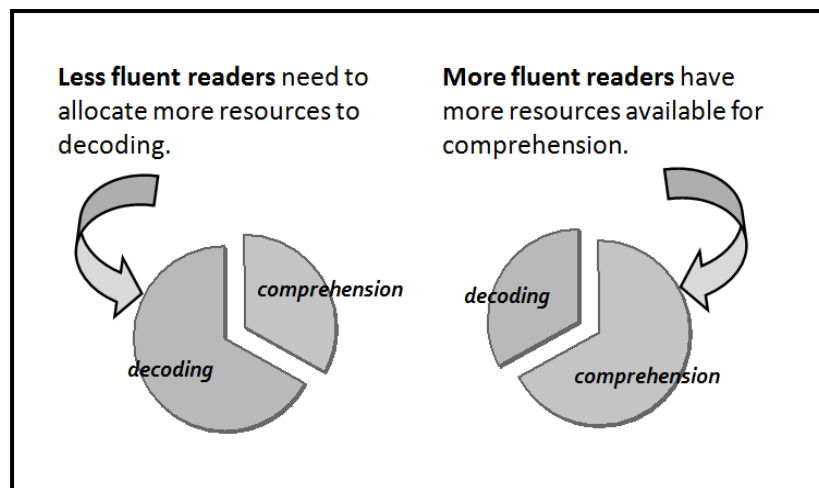 Less fluent readers need to
allocate more resources to
decoding.
More fluent readers have
more resources available for
comprehension.
comprehension
decoding
decoding
comprehension